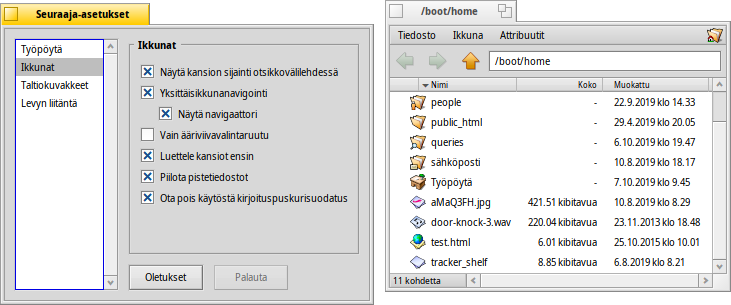 Seuraaja-asetukset
Työpöytä
Ikkunat
Taltiokuvakkeet
Levyn liitäntä
Ikkunat
Näytä kansion sijainti otsikkovälilehdessä
Yksittäisikkunanavigointi
Näytä navigaattori
Vain ääriviivavalintaruutu
Luettele kansiot ensin
Piilota pistetiedostot
Ota pois käytöstä kirjoituspuskurisuodatus
Oletukset Palauta
/boot/home
Tiedosto Ikkuna Attribuutit
/boot/home
Nimi Koko Muokattu
people - 22.9.2019 klo 14.33
public_html - 29.4.2019 klo 20.05
queries - 6.10.2019 klo 19.47
sähköposti - 10.8.2019 klo 18.17
Työpöytä - 7.10.2019 klo 9.45
aMaQ3FH.jpg 421.51 kibitavua 10.8.2019 klo 8.29
door-knock-3.wav 220.04 kibitavua 23.11.2013 klo 18.48
test.html 6.01 kibitavua 25.10.2015 klo 10.01
tracker_shelf 8.85 kibitavua 6.8.2019 klo 8.21
11 kohdetta